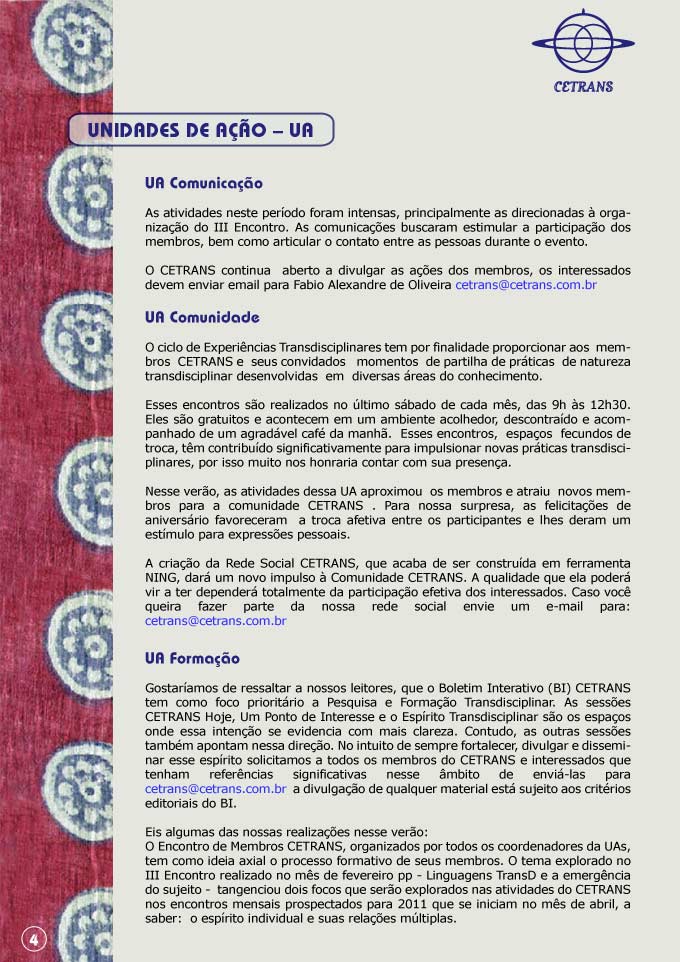 CETRANS
UNIDADES DE AÇÃO – UA
UA Comunicação
As atividades neste período foram intensas, principalmente as direcionadas à orga-
nização do III Encontro. As comunicações buscaram estimular a participação dos
membros, bem como articular o contato entre as pessoas durante o evento.
O CETRANS continua aberto a divulgar as ações dos membros, os interessados
devem enviar email para Fabio Alexandre de Oliveira cetrans@cetrans.com.br
UA Comunidade
O ciclo de Experiências Transdisciplinares tem por finalidade proporcionar aos mem-
bros CETRANS e seus convidados momentos de partilha de práticas de natureza
transdisciplinar desenvolvidas em diversas áreas do conhecimento.
Esses encontros são realizados no último sábado de cada mês, das 9h às 12h30.
Eles são gratuitos e acontecem em um ambiente acolhedor, descontraído e acom-
panhado de um agradável café da manhã. Esses encontros, espaços fecundos de
troca, têm contribuído significativamente para impulsionar novas práticas transdisci-
plinares, por isso muito nos honraria contar com sua presença.
Nesse verão, as atividades dessa UA aproximou os membros e atraiu novos mem-
bros para a comunidade CETRANS . Para nossa surpresa, as felicitações de
aniversário favoreceram a troca afetiva entre os participantes e lhes deram um
estímulo para expressões pessoais.
A criação da Rede Social CETRANS, que acaba de ser construída em ferramenta
NING, dará um novo impulso à Comunidade CETRANS. A qualidade que ela poderá
vir a ter dependerá totalmente da participação efetiva dos interessados. Caso você
queira fazer parte da nossa rede social envie um e-mail para:
cetrans@cetrans.com.br
UA Formação
Gostaríamos de ressaltar a nossos leitores, que o Boletim Interativo (BI) CETRANS
tem como foco prioritário a Pesquisa e Formação Transdisciplinar. As sessões
CETRANS Hoje, Um Ponto de Interesse e o Espírito Transdisciplinar são os espaços
onde essa intenção se evidencia com mais clareza. Contudo, as outras sessões
também apontam nessa direção. No intuito de sempre fortalecer, divulgar e dissemi-
nar esse espírito solicitamos a todos os membros do CETRANS e interessados que
tenham referências significativas nesse âmbito de enviá-las para
cetrans@cetrans.com.br a divulgação de qualquer material está sujeito aos critérios
editoriais do BI.
Eis algumas das nossas realizações nesse verão:
O Encontro de Membros CETRANS, organizados por todos os coordenadores da UAs,
tem como ideia axial o processo formativo de seus membros. O tema explorado no
III Encontro realizado no mês de fevereiro pp - Linguagens TransD e a emergência
do sujeito - tangenciou dois focos que serão explorados nas atividades do CETRANS
nos encontros mensais prospectados para 2011 que se iniciam no mês de abril, a
saber: o espírito individual e suas relações múltiplas.
4